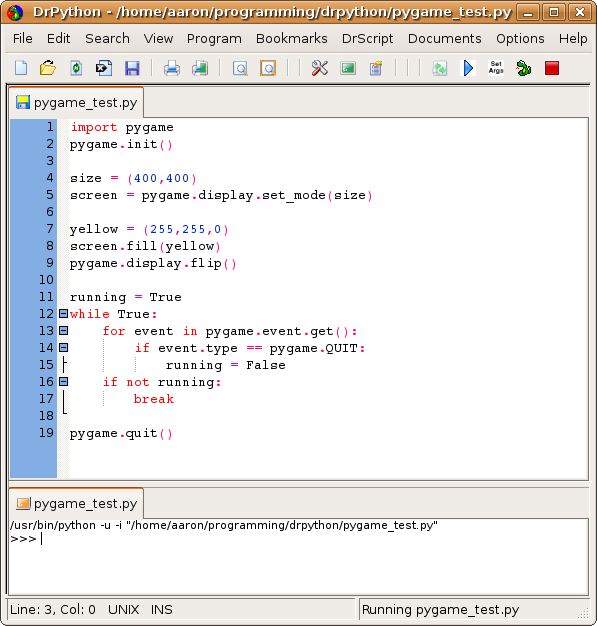 DrPython - /home/aaron/programming/drpython/pygame_test.py
File Edit Search View Program Bookmarks DrScript Documents Options Help
Set Args
pygame_test.py
1 import pygame
2 pygame.init()
3
4 size = (400,400)
5 screen = pygame.display.set_mode(size)
6
7 yellow = (255,255,0)
8 screen.fill(yellow)
9 pygame.display.flip()
10
11 running = True
12 while True:
13     for event in pygame.event.get():
14         if event.type == pygame.QUIT:
15             running = False
16     if not running:
17         break
18
19 pygame.quit()
pygame_test.py
/usr/bin/python -u -i "/home/aaron/programming/drpython/pygame_test.py"
>>>
Line: 3, Col: 0 UNIX INS Running pygame_test.py